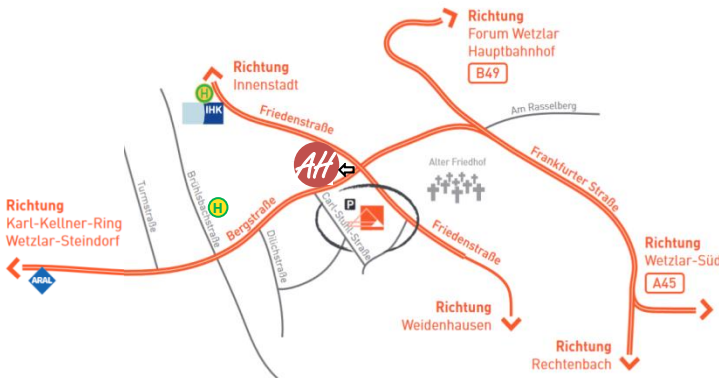 Richtung
Forum Wetzlar
Hauptbahnhof
B49
Richtung
Innenstadt
H
IHK
Friedenstraße
Am Rasselberg
AH
Alter Friedhof
Frankfurter Straße
Turmstraße
Brühlsbachstraße
H
Bergstraße
P
Carl-Stuhl-Straße
Richtung
Karl-Kellner-Ring
Wetzlar-Steindorf
Dilichstraße
Friedenstraße
Richtung
Wetzlar-Süd
A45
ARAL
Richtung
Weidenhausen
Richtung
Rechtenbach